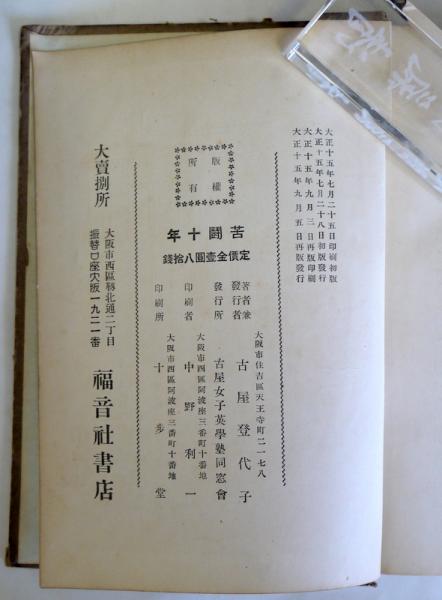 大正十五年七月二十五日印刷初版
大正十五年七月二十八日初版發行
大正十五年九月三日再版印刷
大正十五年九月五日再版發行
版權
所有
苦鬪十年
定價金壹圓八拾錢
大阪市住吉區天王寺町二一七八
著者兼
發行者 古屋登代子
發行所 古屋女子英學塾同窓會
大阪市西區阿波座三番町十番地
印刷者 中野利一
大阪市西區阿波座三番町十番地
印刷所 十步堂
大賣捌所
大阪市西區靱北通二丁目
振替口座大阪一九二一番
福音社書店